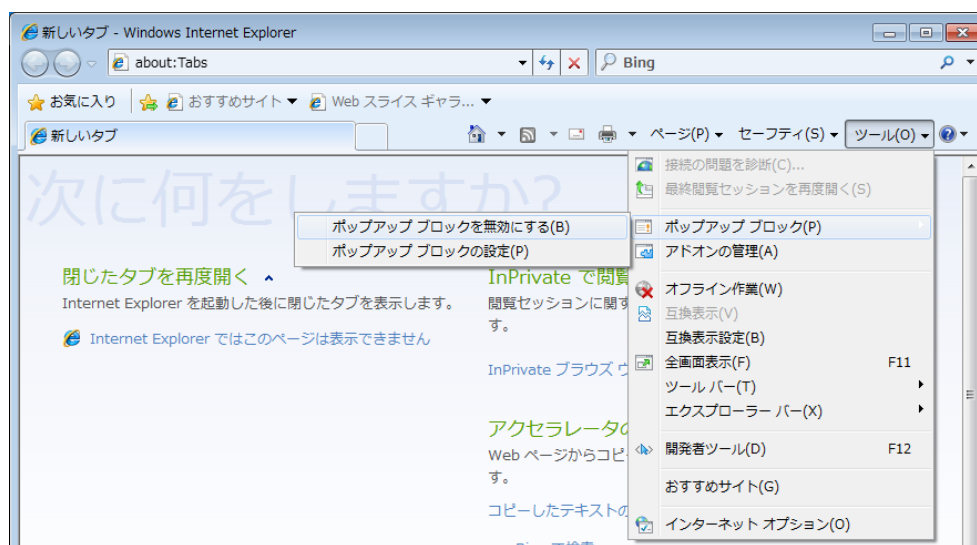 新しいタブ - Windows Internet Explorer
about:Tabs
Bing
お気に入り
おすすめサイト
Web スライス ギャラ...
新しいタブ
ページ(P)
セーフティ(S)
ツール(O)
次に何をしますか?
接続の問題を診断(C)...
最終閲覧セッションを再度開く(S)
ポップアップ ブロック(P)
ポップアップ ブロックを無効にする(B)
ポップアップ ブロックの設定(P)
アドオンの管理(A)
オフライン作業(W)
互換表示(V)
互換表示設定(B)
全画面表示(F) F11
ツール バー(T)
エクスプローラー バー(X)
開発者ツール(D) F12
おすすめサイト(G)
インターネット オプション(O)
閉じたタブを再度開く
Internet Explorer を起動した後に閉じたタブを表示します。
Internet Explorer ではこのページは表示できません
InPrivate で閲覧
閲覧セッションに関す
す。
InPrivate ブラウズ ウ
アクセラレータの
Web ページからコピ
す。
コピーしたテキストの